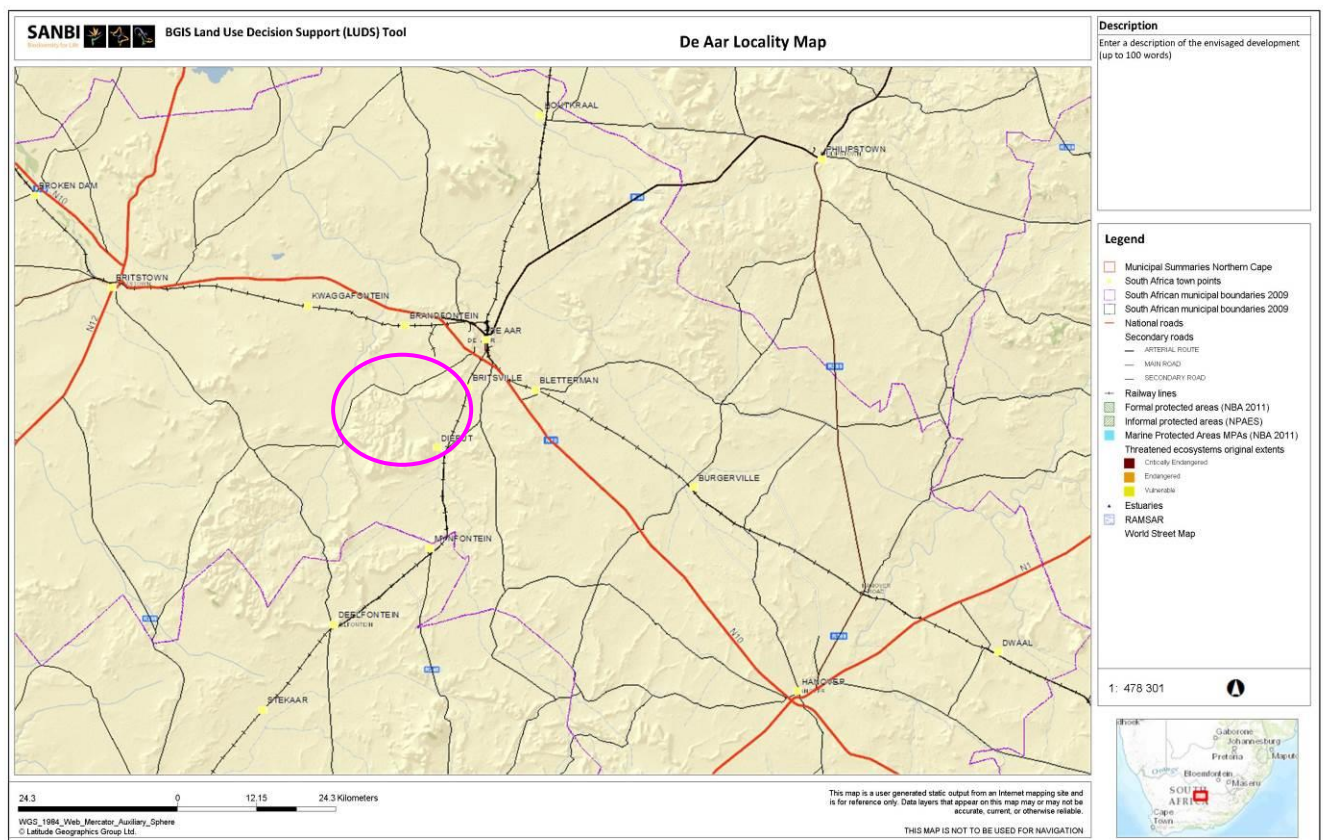 SANBI
Biodiversity for Life
BGIS Land Use Decision Support (LUDS) Tool
De Aar Locality Map
Description
Enter a description of the envisaged development
(up to 100 words)
HOUTKRAAL
PHILIPSTOWN
BROKEN DAM
N10
BRITSTOWN
KWAGGAFONTEIN
BRANDFONTEIN
DE AAR
N12
BRITSVILLE
BLETTERMAN
BURGERVILLE
DEELFONTEIN
HANOVER
ROAD
N1
N10
DWAAL
HANOVER
Legend
Municipal Summaries Northern Cape
South Africa town points
South African municipal boundaries 2009
South African municipal boundaries 2009
National roads
Secondary roads
ARTERIAL ROUTE
MAIN ROAD
SECONDARY ROAD
Railway lines
Formal protected areas (NBA 2011)
Informal protected areas (NPAES)
Marine Protected Areas MPAs (NBA 2011)
Threatened ecosystems original extents
Critically Endangered
Endangered
Vulnerable
Estuaries
RAMSAR
World Street Map
1: 478 301
Gaborone
Johannesburg
Pretoria
Maputo
Bloemfontein
Maseru
SOUTH
AFRICA
Cape
Town
24.3
0
12.15
24.3 Kilometers
WGS_1984_Web_Mercator_Auxiliary_Sphere
© Latitude Geographics Group Ltd.
This map is a user generated static output from an Internet mapping site and
is for reference only. Data layers that appear on this map may or may not be
accurate, current, or otherwise reliable.
THIS MAP IS NOT TO BE USED FOR NAVIGATION